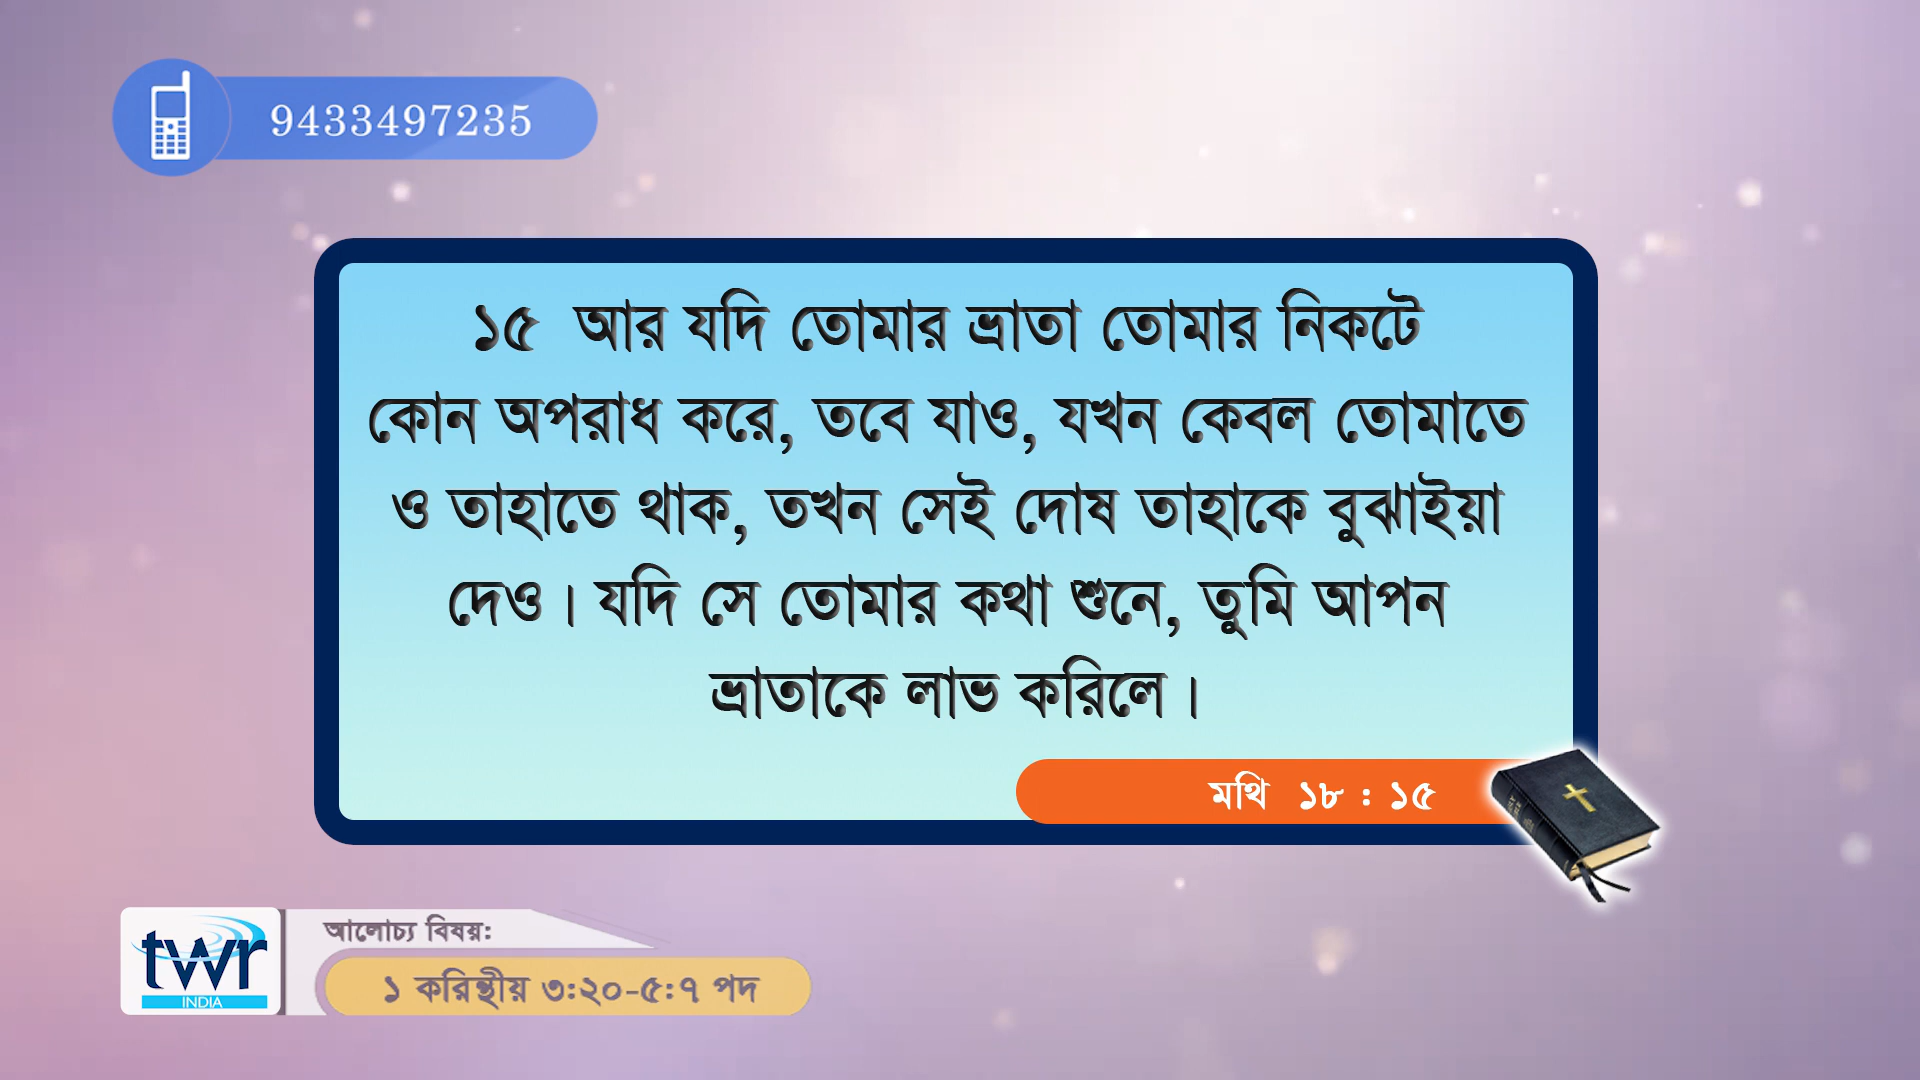 9433497235
১৫ আর যদি তোমার ভ্রাতা তোমার নিকটে
কোন অপরাধ করে, তবে যাও, যখন কেবল তোমাতে
ও তাহাতে থাক, তখন সেই দোষ তাহাকে বুঝাইয়া
দেও। যদি সে তোমার কথা শুনে, তুমি আপন
ভ্রাতাকে লাভ করিলে।
মথি ১৮ : ১৫
twr
INDIA
আলোচ্য বিষয়:
১ করিন্থীয় ৩:২০-৫:৭ পদ